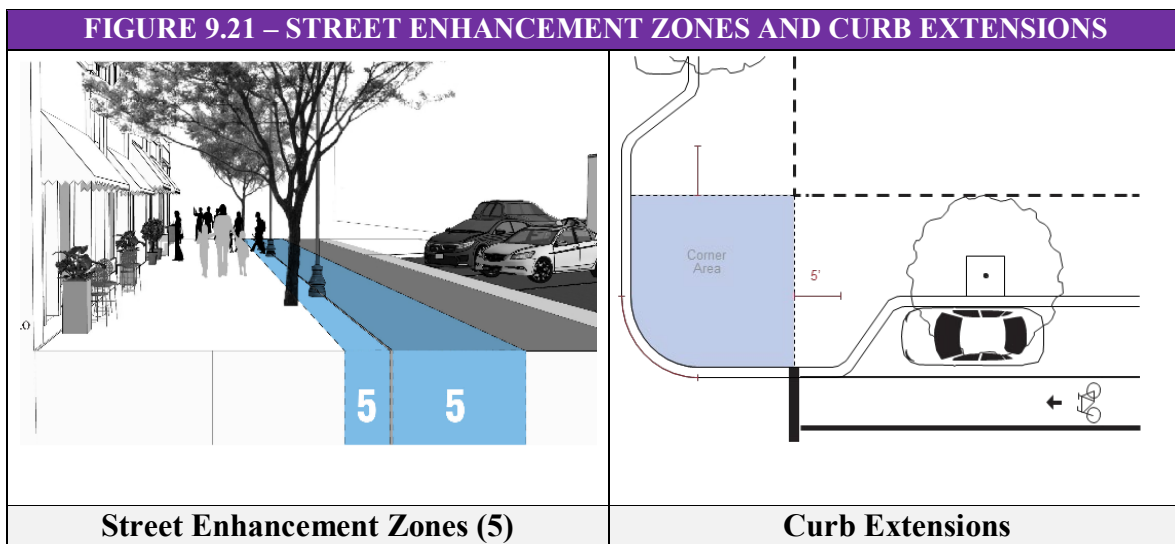 FIGURE 9.21 – STREET ENHANCEMENT ZONES AND CURB EXTENSIONS
.0
5 5
Corner
Area
5'
Street Enhancement Zones (5)
Curb Extensions